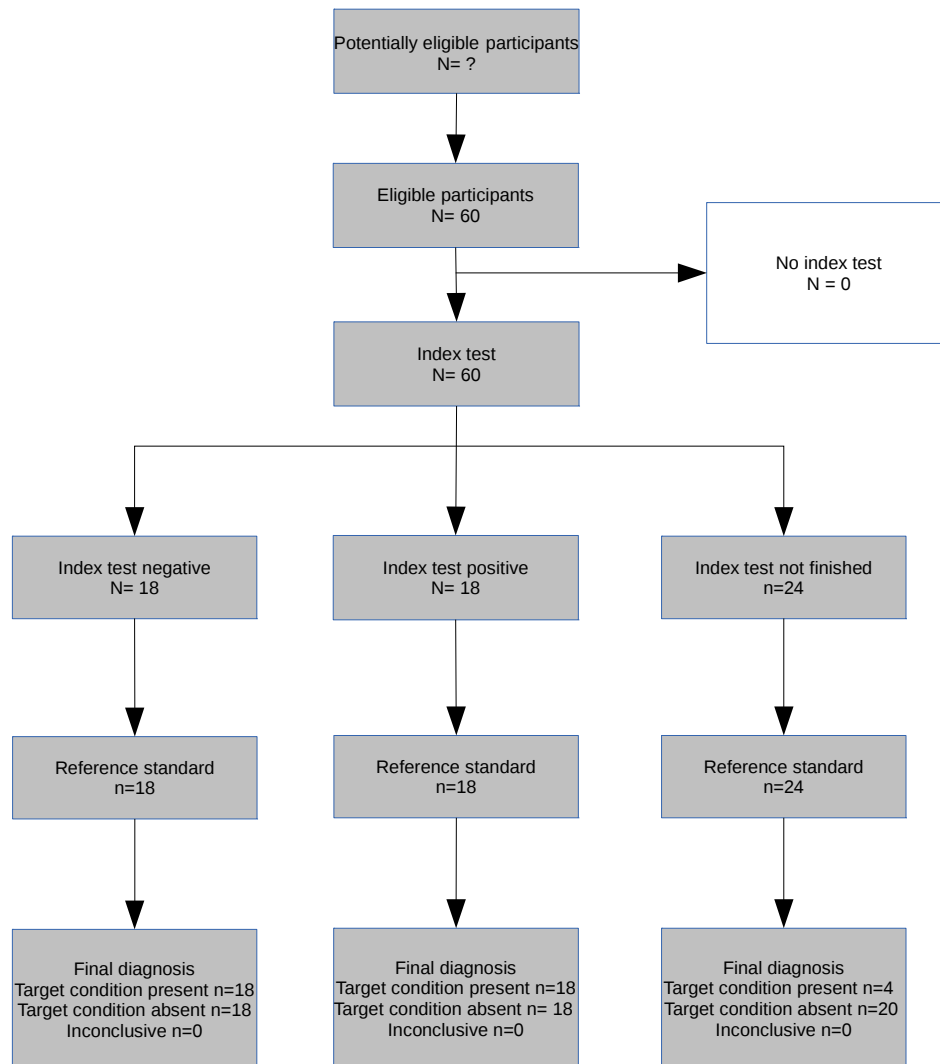 Potentially eligible participants
N= ?
Eligible participants
N= 60
No index test
N = 0
Index test
N= 60
Index test negative
N= 18
Index test positive
N= 18
Index test not finished
n=24
Reference standard
n=18
Reference standard
n=18
Reference standard
n=24
Final diagnosis
Target condition present n=18
Target condition absent n=18
Inconclusive n=0
Final diagnosis
Target condition present n=18
Target condition absent n= 18
Inconclusive n=0
Final diagnosis
Target condition present n=4
Target condition absent n=20
Inconclusive n=0